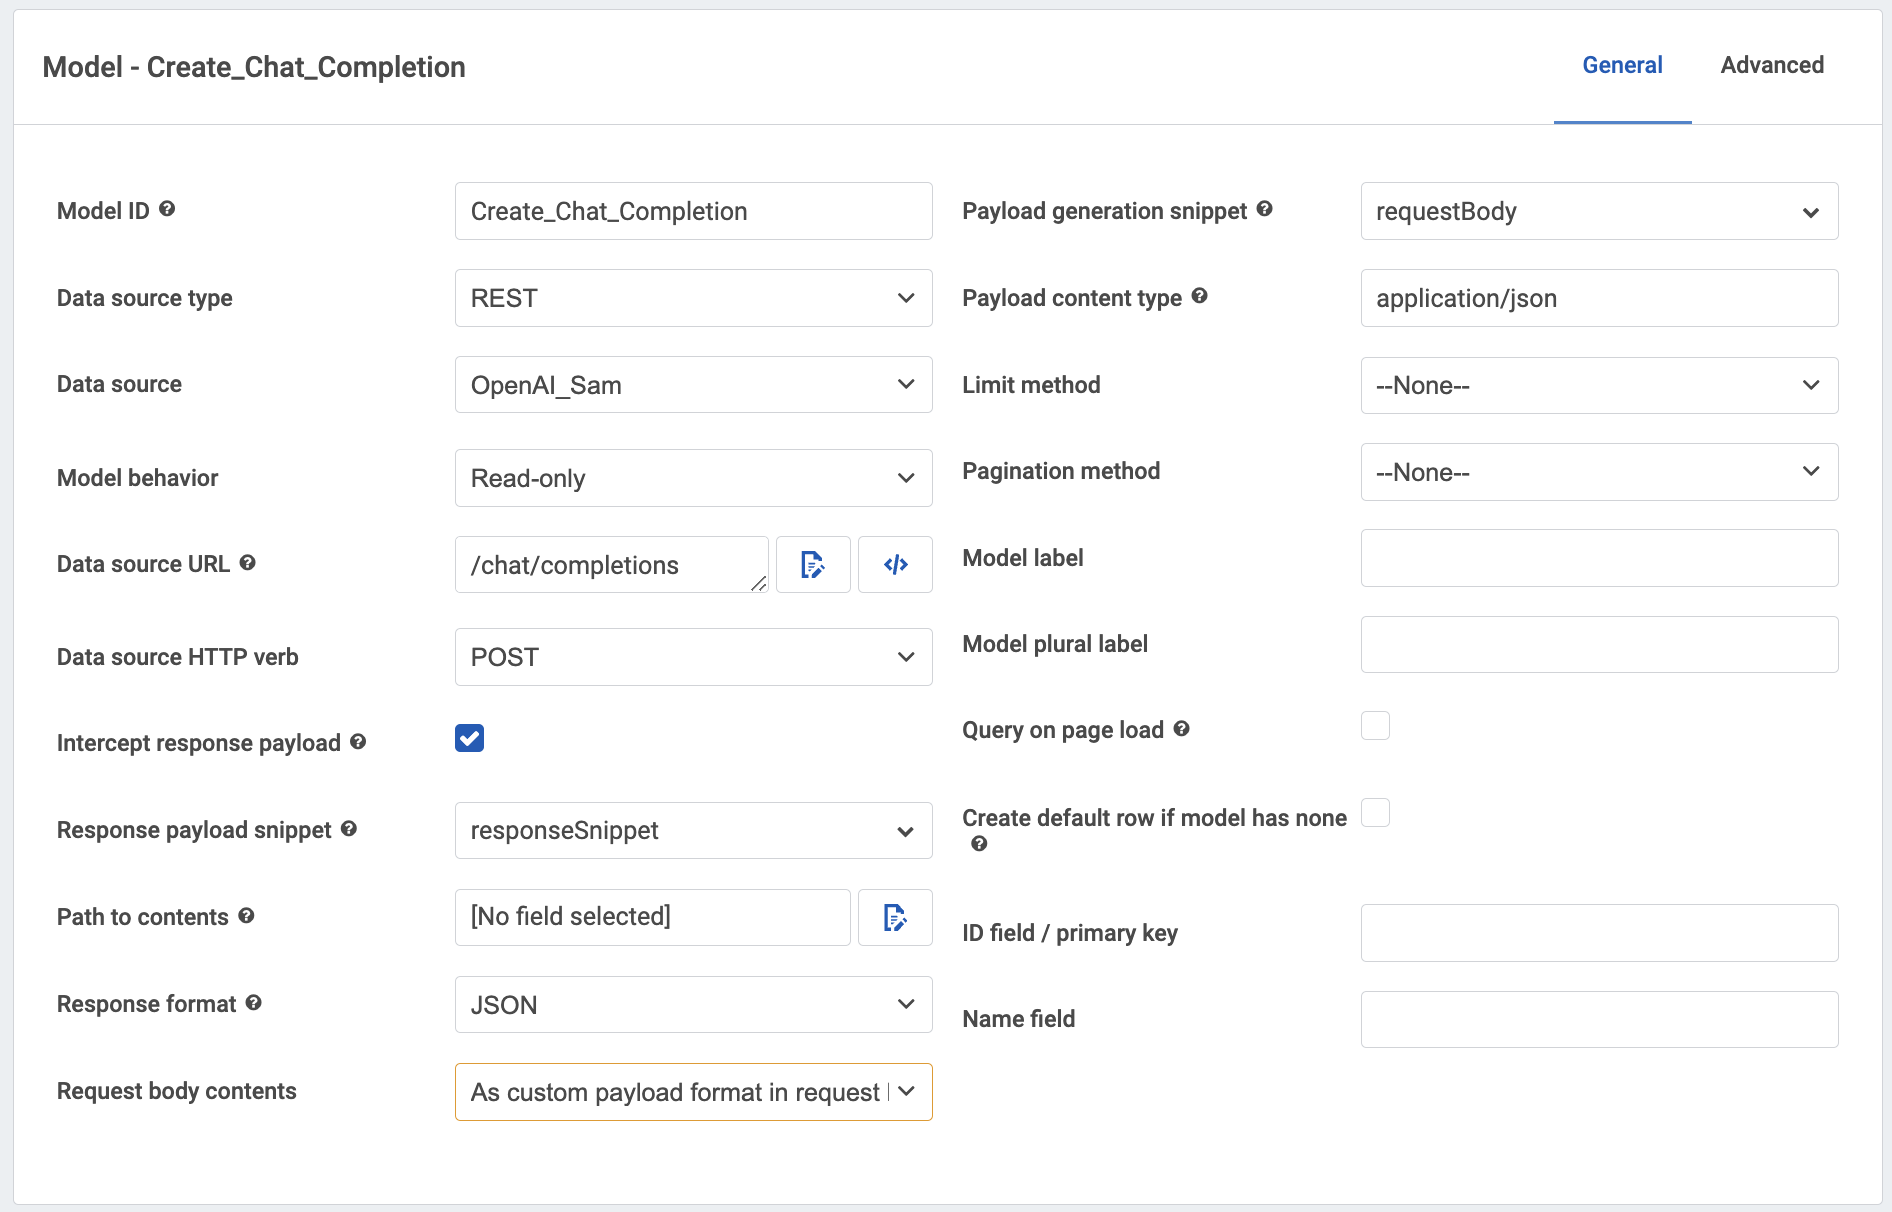 Model - Create_Chat_Completion
General
Advanced
Model ID
Create_Chat_Completion
Data source type
REST
Data source
OpenAI_Sam
Model behavior
Read-only
Data source URL
/chat/completions
Data source HTTP verb
POST
Intercept response payload
Response payload snippet
responseSnippet
Path to contents
[No field selected]
Response format
JSON
Request body contents
As custom payload format in request
Payload generation snippet
requestBody
Payload content type
application/json
Limit method
--None--
Pagination method
--None--
Model label
Model plural label
Query on page load
Create default row if model has none
ID field / primary key
Name field